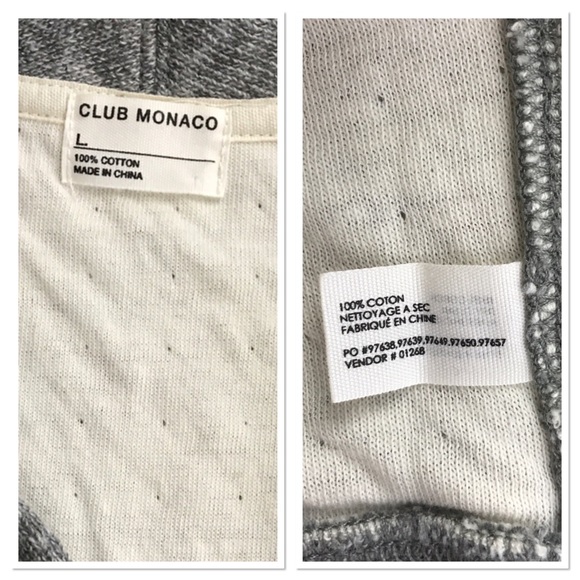 CLUB MONACO
L.
100% COTTON
MADE IN CHINA
100% COTON
NETTOYAGE A SEC
FABRIQUÉ EN CHINE
PO #97638,97639,97649,97650,97657
VENDOR # 01268